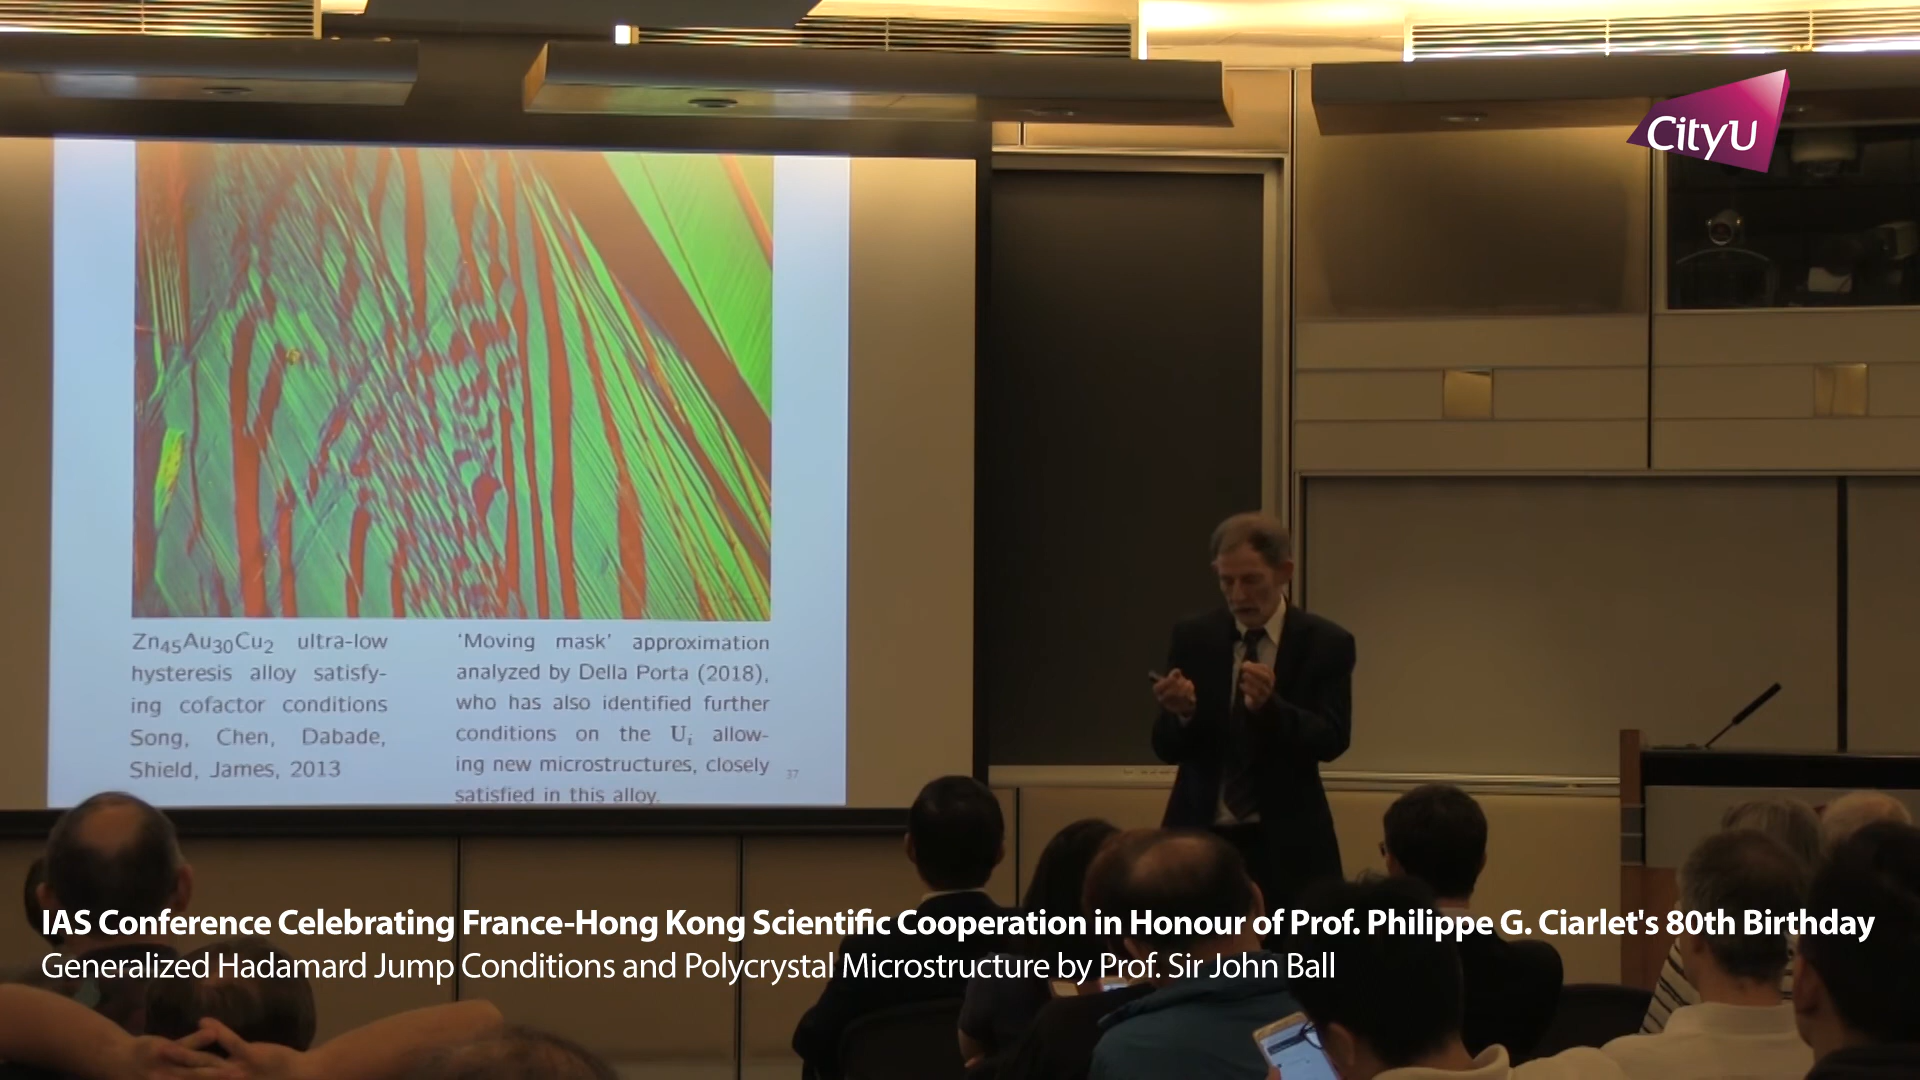 CityU
Zn45Au30Cu2 ultra-low
hysteresis alloy satisfy-
ing cofactor conditions
Song, Chen, Dabade,
Shield, James, 2013
‘Moving mask’ approximation
analyzed by Della Porta (2018),
who has also identified further
conditions on the Ui allow-
ing new microstructures, closely
satisfied in this alloy.
37
IAS Conference Celebrating France-Hong Kong Scientific Cooperation in Honour of Prof. Philippe G. Ciarlet's 80th Birthday
Generalized Hadamard Jump Conditions and Polycrystal Microstructure by Prof. Sir John Ball